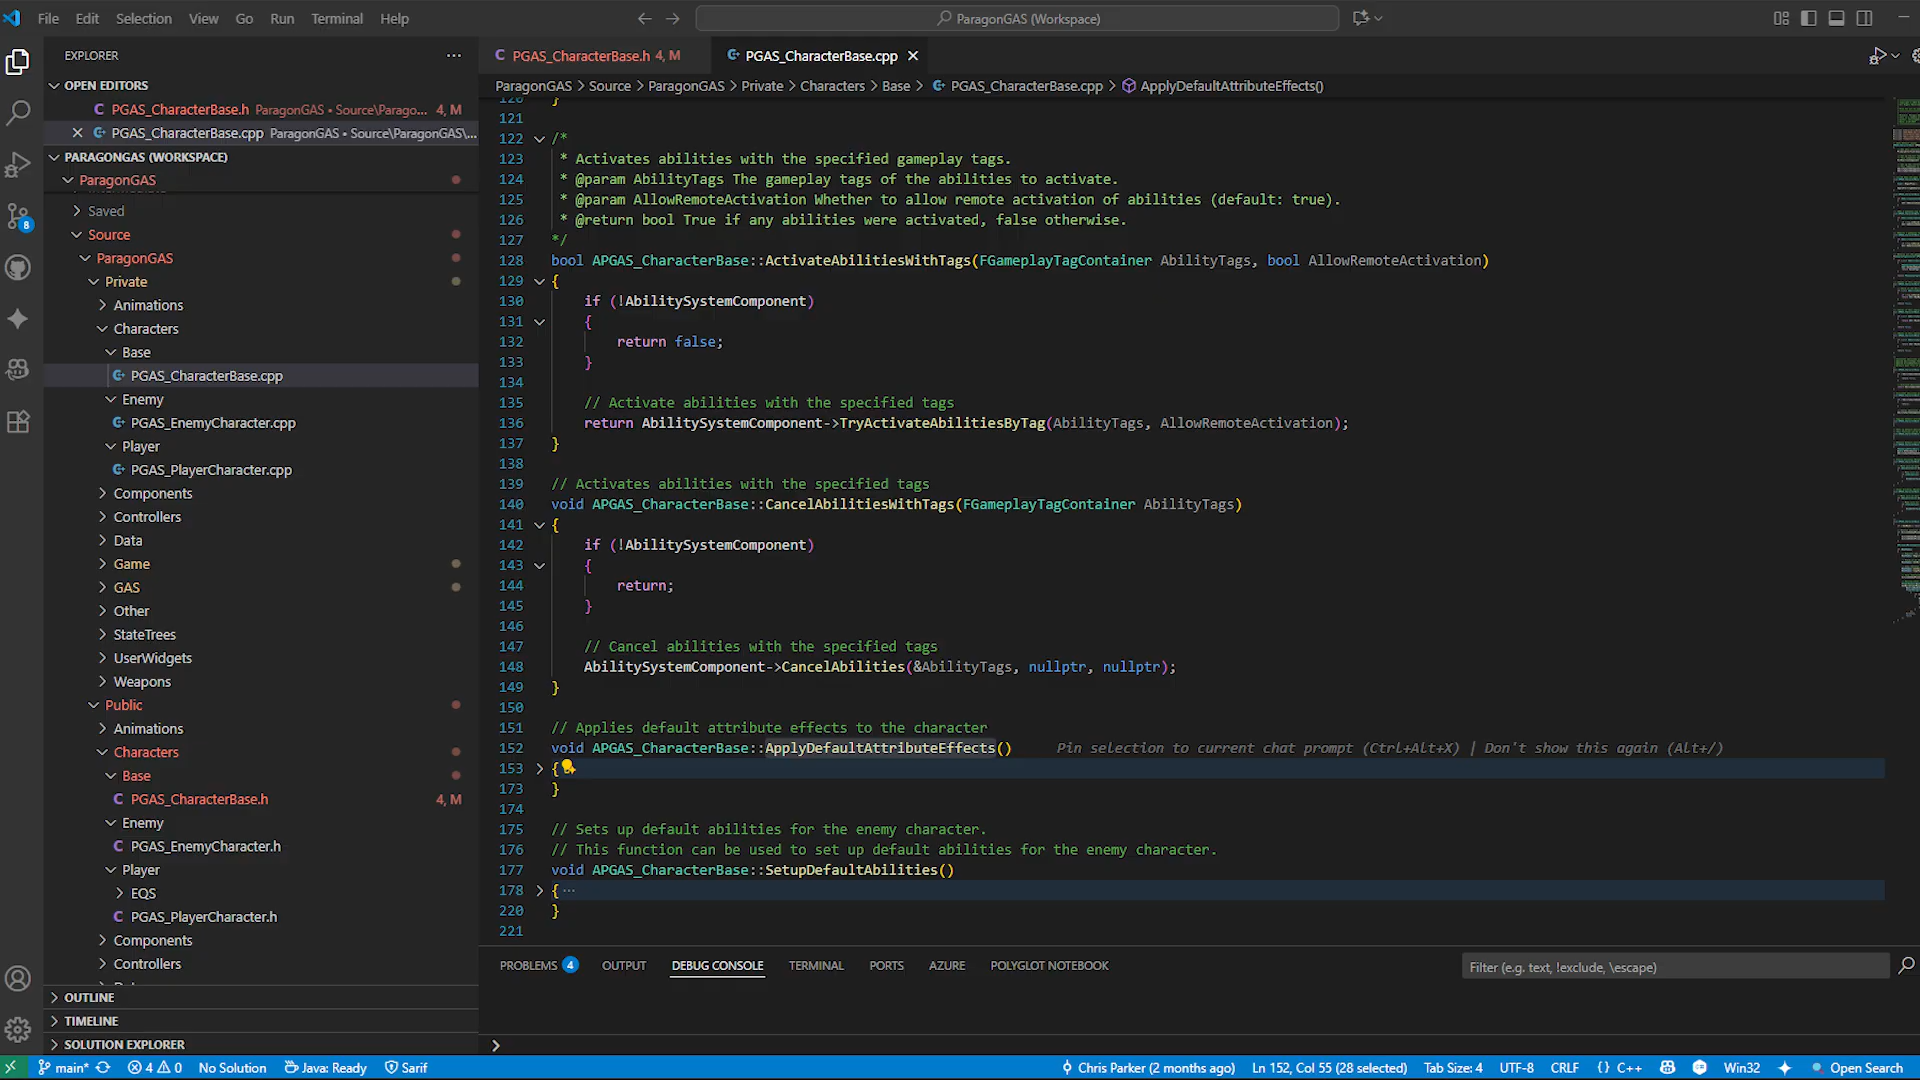 File Edit Selection View Go Run Terminal Help
ParagonGAS (Workspace)
EXPLORER
OPEN EDITORS
PGAS_CharacterBase.h ParagonGAS • Source\Parago... 4, M
PGAS_CharacterBase.cpp ParagonGAS • Source\ParagonGAS\...
PARAGONGAS (WORKSPACE)
ParagonGAS
Saved
Source
ParagonGAS
Private
Animations
Characters
Base
PGAS_CharacterBase.cpp
Enemy
PGAS_EnemyCharacter.cpp
Player
PGAS_PlayerCharacter.cpp
Components
Controllers
Data
Game
GAS
Other
StateTrees
UserWidgets
Weapons
Public
Animations
Characters
Base
PGAS_CharacterBase.h 4, M
Enemy
PGAS_EnemyCharacter.h
Player
EQS
PGAS_PlayerCharacter.h
Components
Controllers
OUTLINE
TIMELINE
SOLUTION EXPLORER
8
PGAS_CharacterBase.h 4, M
PGAS_CharacterBase.cpp
ParagonGAS > Source > ParagonGAS > Private > Characters > Base > PGAS_CharacterBase.cpp > ApplyDefaultAttributeEffects()
120 }
121
122 /*
123 * Activates abilities with the specified gameplay tags.
124 * @param AbilityTags The gameplay tags of the abilities to activate.
125 * @param AllowRemoteActivation Whether to allow remote activation of abilities (default: true).
126 * @return bool True if any abilities were activated, false otherwise.
127 */
128 bool APGAS_CharacterBase::ActivateAbilitiesWithTags(FGameplayTagContainer AbilityTags, bool AllowRemoteActivation)
129 {
130 if (!AbilitySystemComponent)
131 {
132 return false;
133 }
134
135 // Activate abilities with the specified tags
136 return AbilitySystemComponent->TryActivateAbilitiesByTag(AbilityTags, AllowRemoteActivation);
137 }
138
139 // Activates abilities with the specified tags
140 void APGAS_CharacterBase::CancelAbilitiesWithTags(FGameplayTagContainer AbilityTags)
141 {
142 if (!AbilitySystemComponent)
143 {
144 return;
145 }
146
147 // Cancel abilities with the specified tags
148 AbilitySystemComponent->CancelAbilities(&AbilityTags, nullptr, nullptr);
149 }
150
151 // Applies default attribute effects to the character
152 void APGAS_CharacterBase::ApplyDefaultAttributeEffects() Pin selection to current chat prompt (Ctrl+Alt+X) | Don't show this again (Alt+/)
153 {
173 }
174
175 // Sets up default abilities for the enemy character.
176 // This function can be used to set up default abilities for the enemy character.
177 void APGAS_CharacterBase::SetupDefaultAbilities()
178 { ...
220 }
221
PROBLEMS 4 OUTPUT DEBUG CONSOLE TERMINAL PORTS AZURE POLYGLOT NOTEBOOK
Filter (e.g. text, !exclude, \escape)
main* 4 0 No Solution Java: Ready Sarif Chris Parker (2 months ago) Ln 152, Col 55 (28 selected) Tab Size: 4 UTF-8 CRLF {} C++ Win32 Open Search